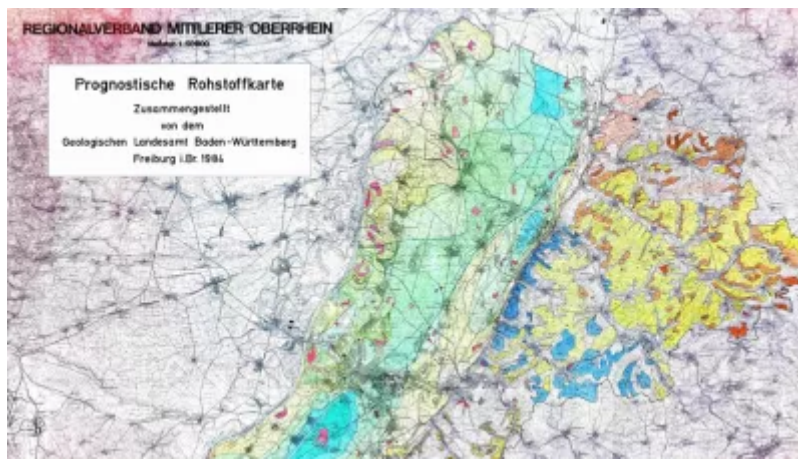 REGIONALVERBAND MITTLERER OBERRHEIN
Prognostische Rohstoffkarte
Zusammengestellt
von dem
Geologischen Landesamt Baden-Württemberg
Freiburg i.Br. 1984